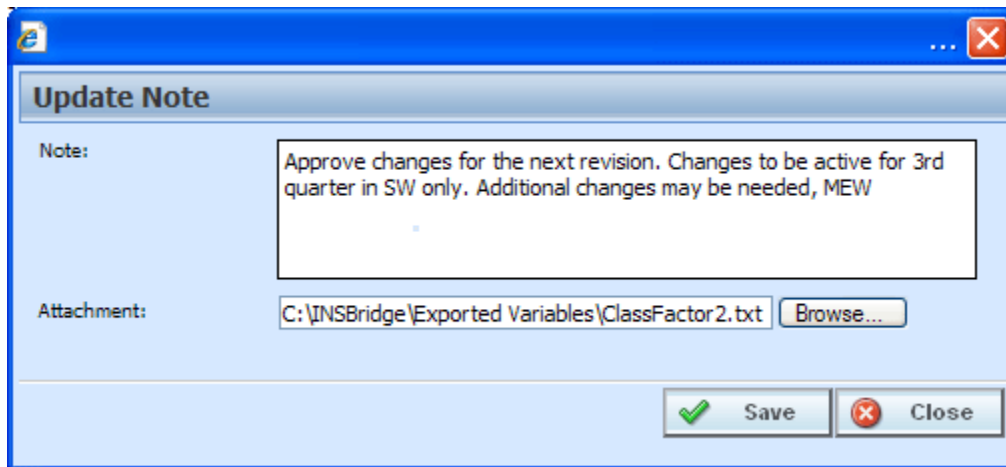 ...
Update Note
Note:
Approve changes for the next revision. Changes to be active for 3rd
quarter in SW only. Additional changes may be needed, MEW
Attachment:
C:\INSBridge\Exported Variables\ClassFactor2.txt
Browse...
Save
Close